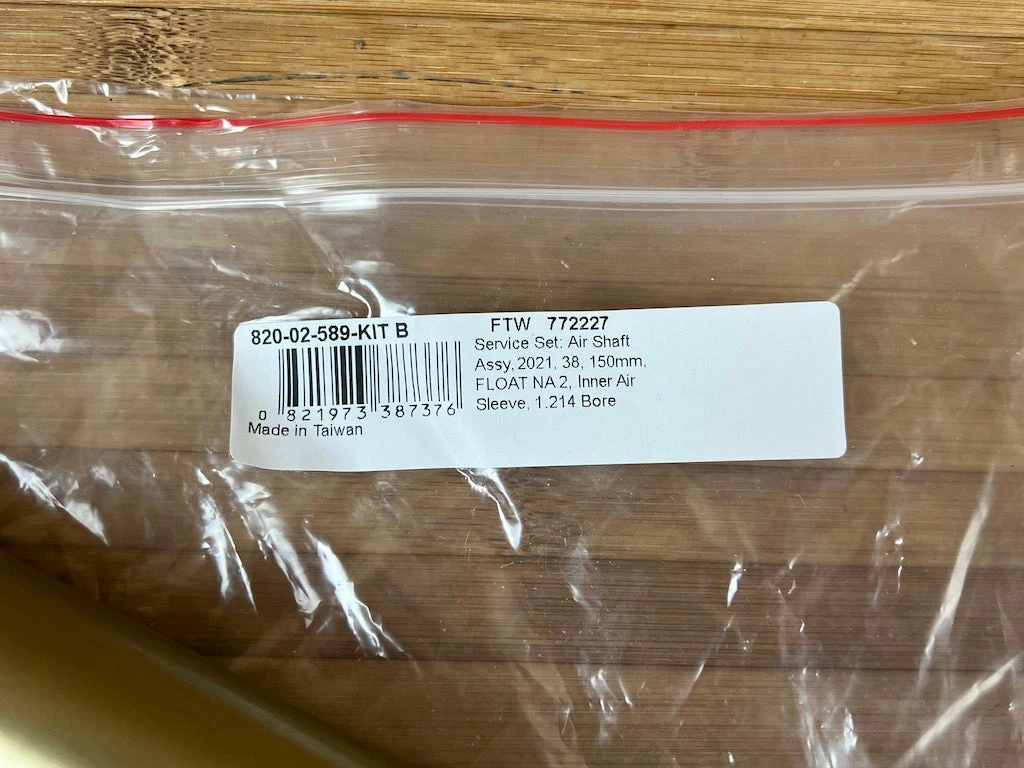 820-02-589-KIT B
0 821973 387376
Made in Taiwan
FTW 772227
Service Set: Air Shaft
Assy, 2021, 38, 150mm,
FLOAT NA 2, Inner Air
Sleeve, 1.214 Bore